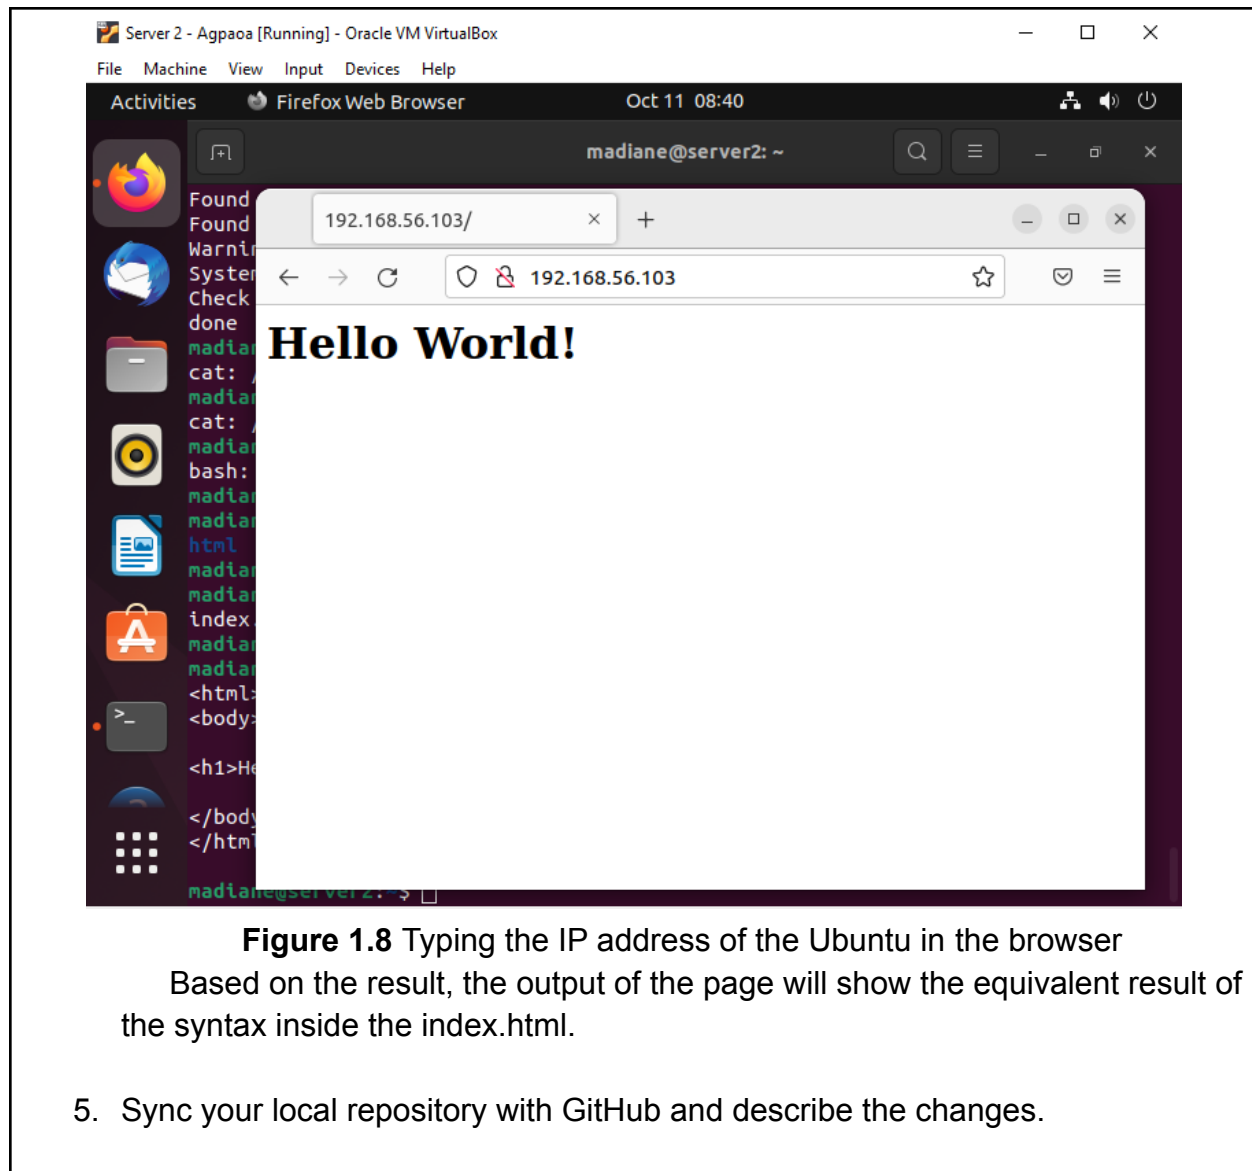 Server 2 - Agpaoa [Running] - Oracle VM VirtualBox
File Machine View Input Devices Help
Activities Firefox Web Browser Oct 11 08:40
madiane@server2: ~
Found
Found
192.168.56.103/
192.168.56.103
Check
done
Hello World!
cat: /
cat: /
bash:
html
index.
<html>
<body>
<h1>He
</body
</html
madiane@server2:~$
Figure 1.8 Typing the IP address of the Ubuntu in the browser
Based on the result, the output of the page will show the equivalent result of
the syntax inside the index.html.
5. Sync your local repository with GitHub and describe the changes.